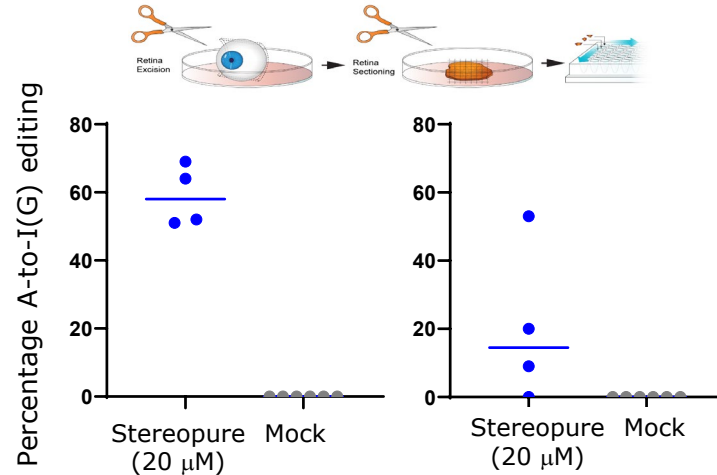 Retina
Excision
Retina
Sectioning
Percentage A-to-I(G) editing
80
60
40
20
0
Stereopure
(20 μM)
Mock
80
60
40
20
0
Stereopure
(20 μM)
Mock